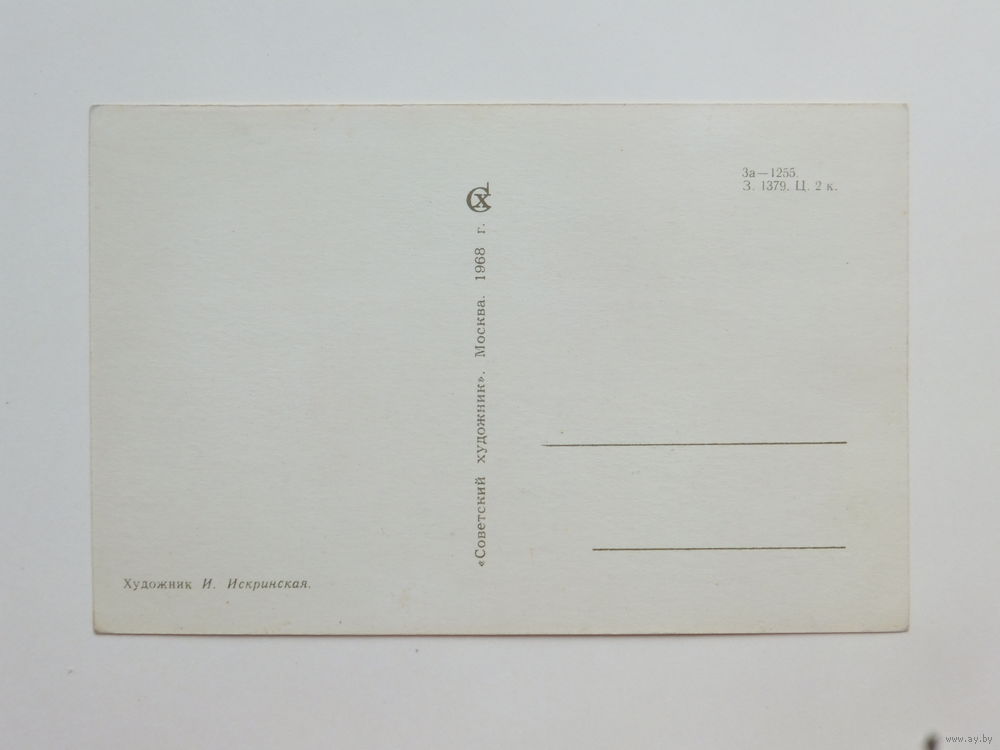 За—1255.
З. 1379. Ц. 2 к.
«Советский художник». Москва. 1968 г.
СХ
Художник И. Искринская.
www.ay.by